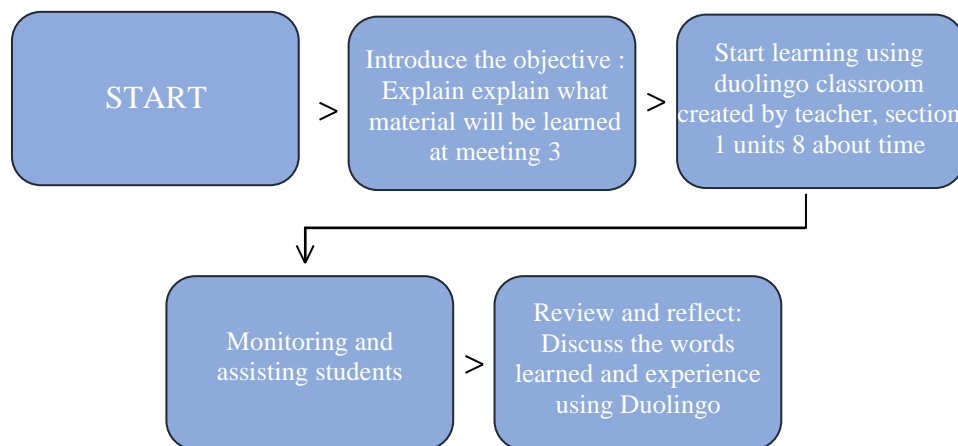 START
>
Introduce the objective :
Explain explain what
material will be learned
at meeting 3
>
Start learning using
duolingo classroom
created by teacher, section
1 units 8 about time
Monitoring and
assisting students
>
Review and reflect:
Discuss the words
learned and experience
using Duolingo